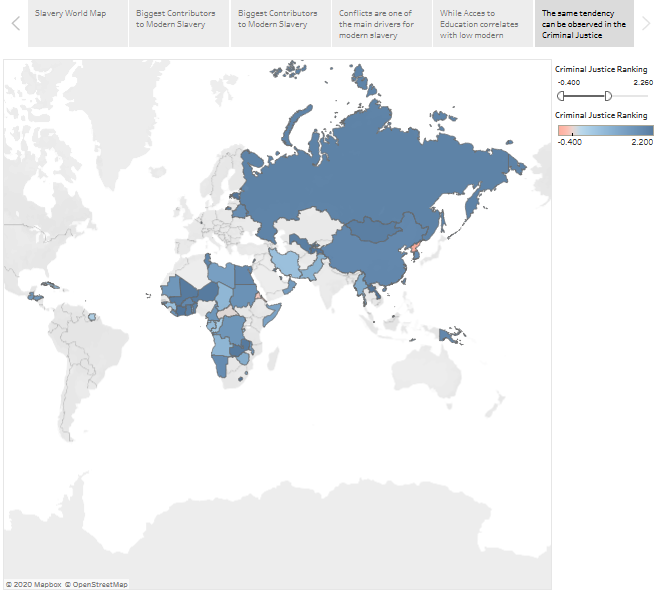 Slavery World Map
Biggest Contributors
to Modern Slavery
Biggest Contributors
to Modern Slavery
Conflicts are one of
the main drivers for
modern slavery
While Acces to
Education correlates
with low modern
The same tendency
can be observed in the
Criminal Justice
Criminal Justice Ranking
-0.400 2.260
Criminal Justice Ranking
-0.400 2.200
© 2020 Mapbox © OpenStreetMap